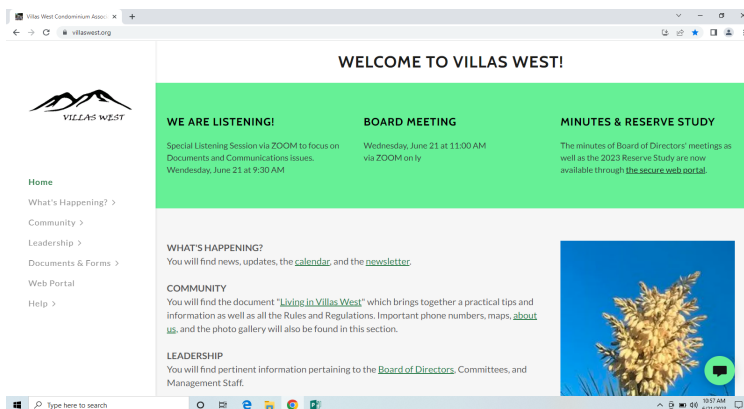 Villas West Condominium Associ
villaswest.org
WELCOME TO VILLAS WEST!
VILLAS WEST
Home
What's Happening? >
Community >
Leadership >
Documents & Forms >
Web Portal
Help >
WE ARE LISTENING!
Special Listening Session via ZOOM to focus on
Documents and Communications issues.
Wendesday, June 21 at 9:30 AM
BOARD MEETING
Wednesday, June 21 at 11:00 AM
via ZOOM on ly
MINUTES & RESERVE STUDY
The minutes of Board of Directors' meetings as
well as the 2023 Reserve Study are now
available through the secure web portal.
WHAT'S HAPPENING?
You will find news, updates, the calendar, and the newsletter.
COMMUNITY
You will find the document "Living in Villas West" which brings together a practical tips and
information as well as all the Rules and Regulations. Important phone numbers, maps, about
us, and the photo gallery will also be found in this section.
LEADERSHIP
You will find pertinent information pertaining
to the Board of Directors, Committees, and
Management Staff.
Type here to search
10:57 AM